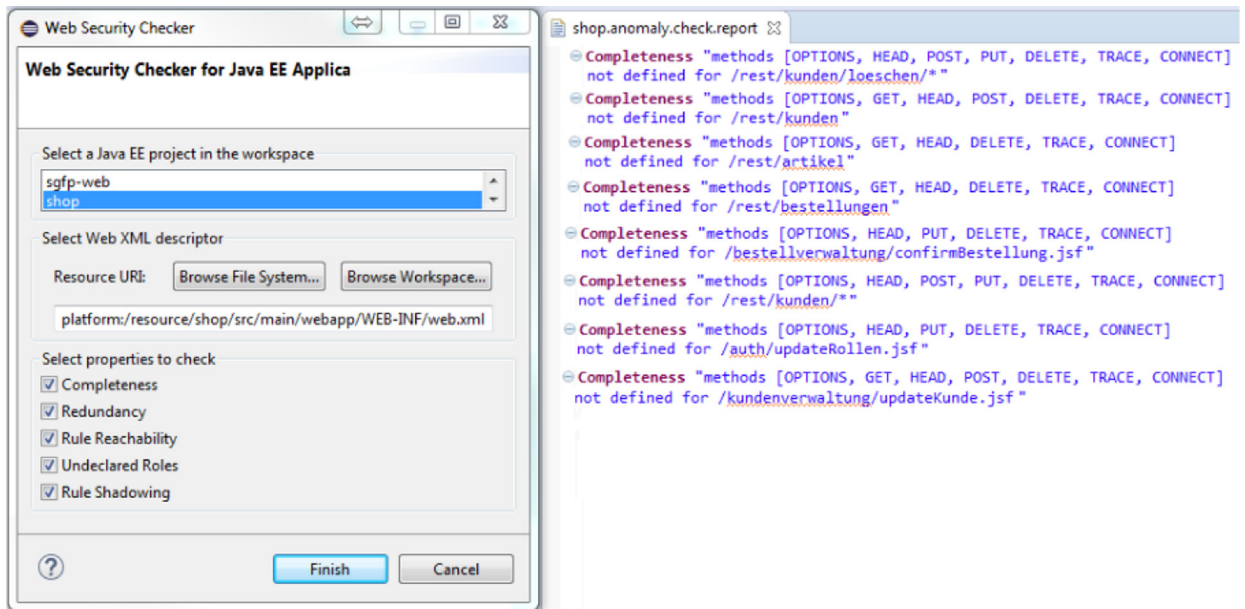 Web Security Checker
Web Security Checker for Java EE Applica
Select a Java EE project in the workspace
sgfp-web
shop
Select Web XML descriptor
Resource URI: Browse File System... Browse Workspace...
platform:/resource/shop/src/main/webapp/WEB-INF/web.xml
Select properties to check
Completeness
Redundancy
Rule Reachability
Undeclared Roles
Rule Shadowing
? Finish Cancel
shop.anomaly.check.report
Completeness "methods [OPTIONS, HEAD, POST, PUT, DELETE, TRACE, CONNECT]
not defined for /rest/kunden/loeschen/*"
Completeness "methods [OPTIONS, GET, HEAD, POST, DELETE, TRACE, CONNECT]
not defined for /rest/kunden"
Completeness "methods [OPTIONS, GET, HEAD, DELETE, TRACE, CONNECT]
not defined for /rest/artikel"
Completeness "methods [OPTIONS, GET, HEAD, DELETE, TRACE, CONNECT]
not defined for /rest/bestellungen"
Completeness "methods [OPTIONS, HEAD, PUT, DELETE, TRACE, CONNECT]
not defined for /bestellverwaltung/confirmBestellung.jsf"
Completeness "methods [OPTIONS, HEAD, POST, PUT, DELETE, TRACE, CONNECT]
not defined for /rest/kunden/*"
Completeness "methods [OPTIONS, HEAD, PUT, DELETE, TRACE, CONNECT]
not defined for /auth/updateRollen.jsf"
Completeness "methods [OPTIONS, GET, HEAD, POST, DELETE, TRACE, CONNECT]
not defined for /kundenverwaltung/updateKunde.jsf"